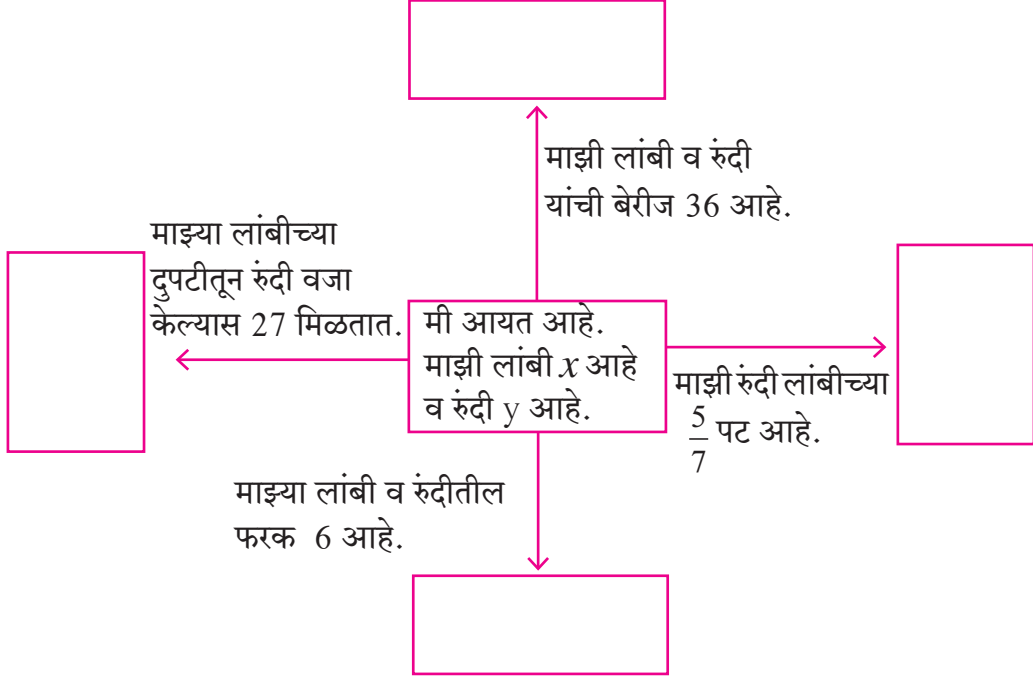 माझी लांबी व रुंदी
यांची बेरीज 36 आहे.
माझ्या लांबीच्या
दुपटीतून रुंदी वजा
केल्यास 27 मिळतात.
मी आयत आहे.
माझी लांबी x आहे
व रुंदी y आहे.
माझी रुंदी लांबीच्या
5/7 पट आहे.
माझ्या लांबी व रुंदीतील
फरक 6 आहे.